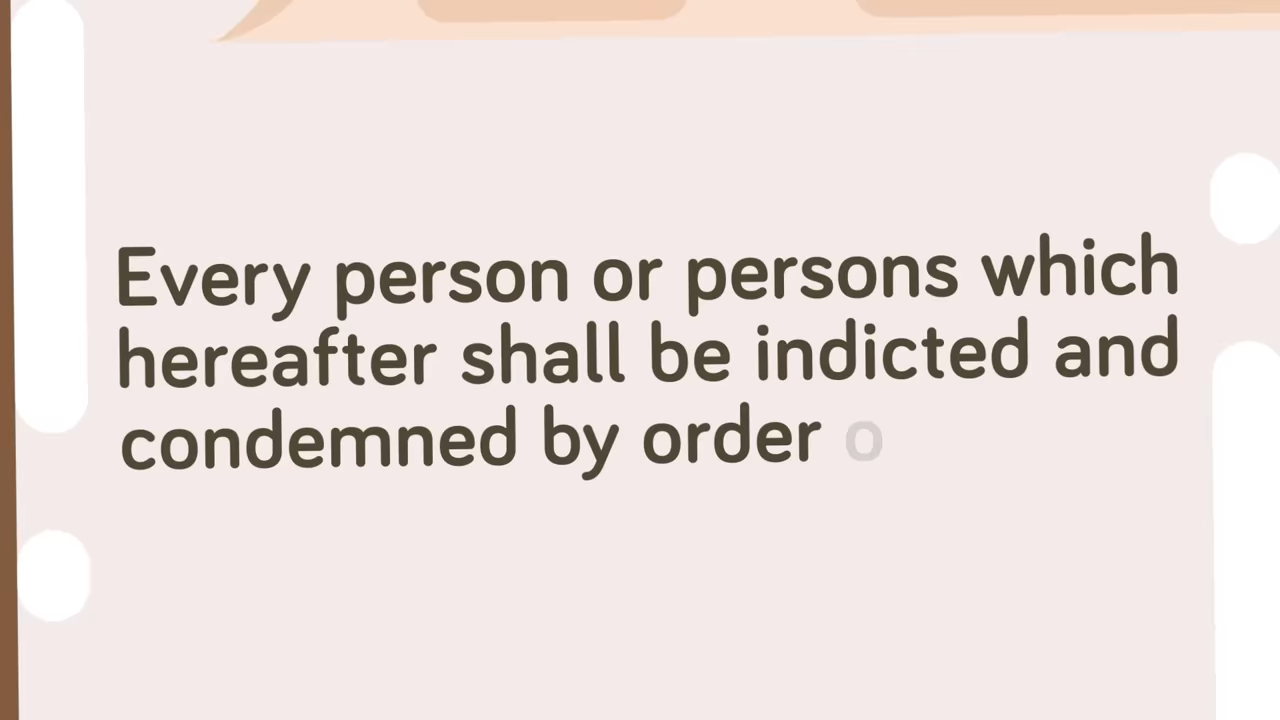 Every person or persons which
hereafter shall be indicted and
condemned by order o